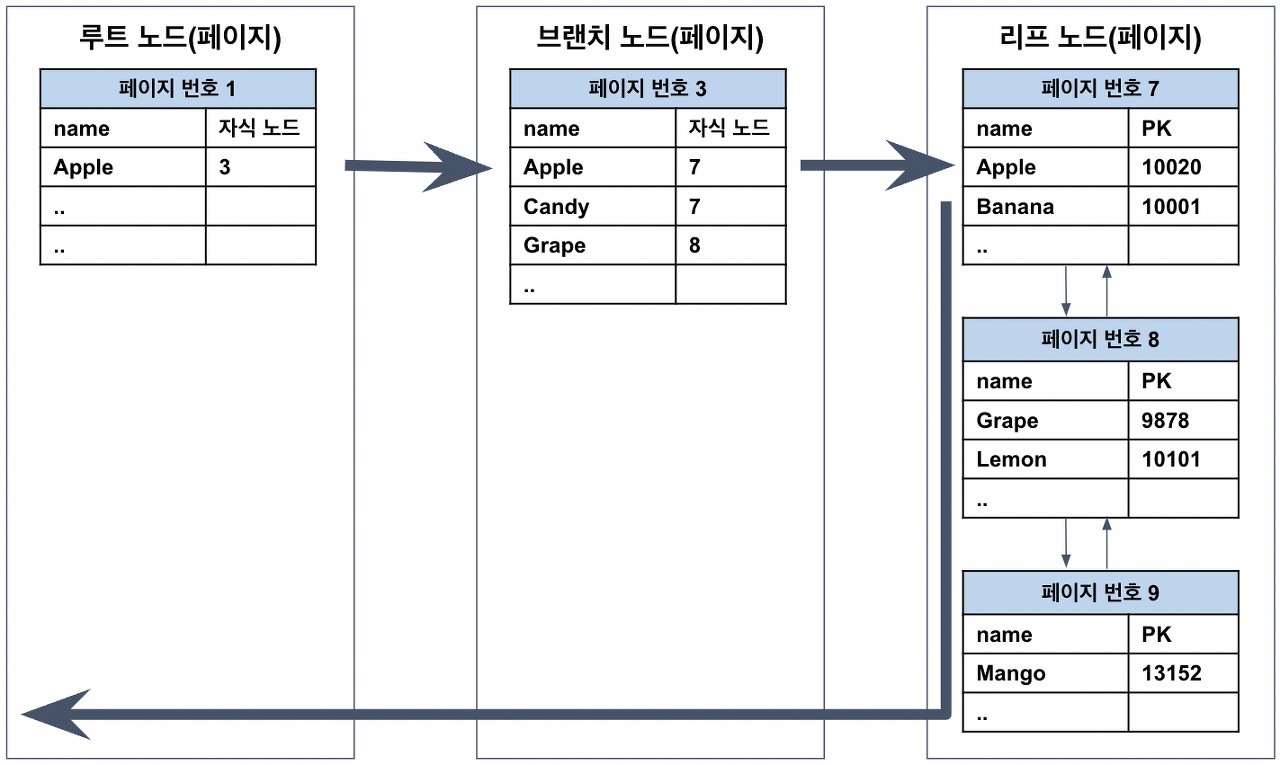 루트 노드(페이지)
페이지 번호 1
name 자식 노드
Apple 3
..
..
브랜치 노드(페이지)
페이지 번호 3
name 자식 노드
Apple 7
Candy 7
Grape 8
..
리프 노드(페이지)
페이지 번호 7
name PK
Apple 10020
Banana 10001
..
페이지 번호 8
name PK
Grape 9878
Lemon 10101
..
페이지 번호 9
name PK
Mango 13152
..